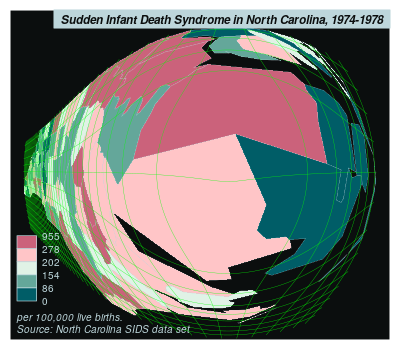 Sudden Infant Death Syndrome in North Carolina, 1974-1978
955
278
202
154
86
0
per 100,000 live births.
Source: North Carolina SIDS data set